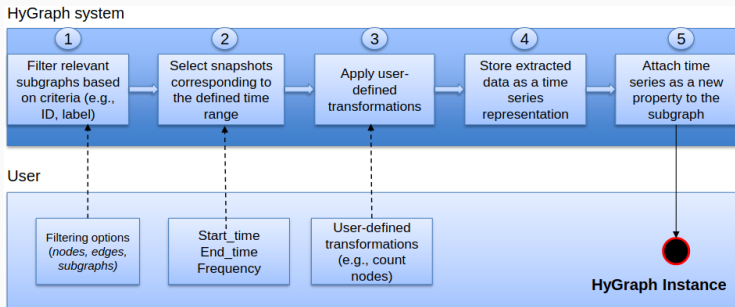 HyGraph system
1
Filter relevant
subgraphs based
on criteria (e.g.,
ID, label)
2
Select snapshots
corresponding to
the defined time
range
3
Apply user-
defined
transformations
4
Store extracted
data as a time
series
representation
5
Attach time
series as a new
property to the
subgraph
User
Filtering options
(nodes, edges,
subgraphs)
Start_time
End_time
Frequency
User-defined
transformations
(e.g., count
nodes)
HyGraph Instance